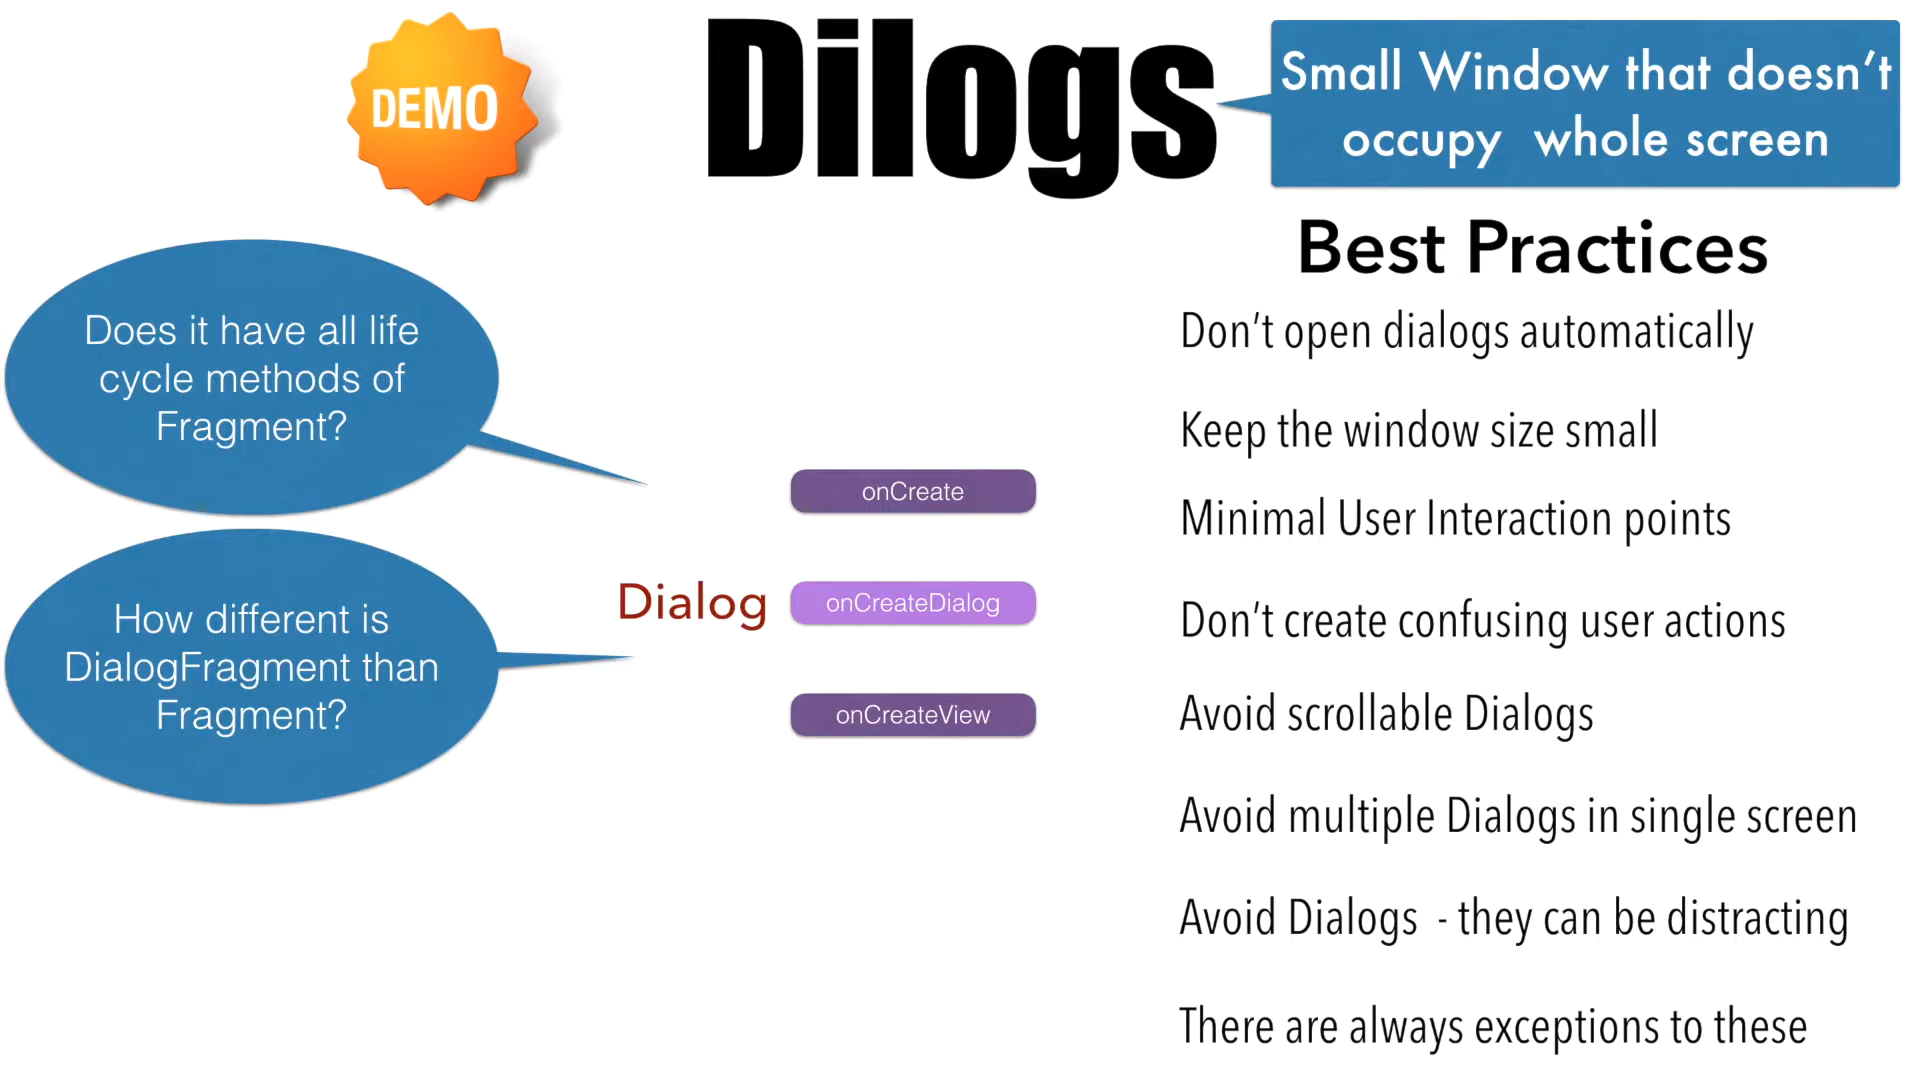 DEMO
Dilogs
Small Window that doesn't
occupy whole screen
Does it have all life
cycle methods of
Fragment?
How different is
DialogFragment than
Fragment?
onCreate
Dialog
onCreateDialog
onCreateView
Best Practices
Don't open dialogs automatically
Keep the window size small
Minimal User Interaction points
Don't create confusing user actions
Avoid scrollable Dialogs
Avoid multiple Dialogs in single screen
Avoid Dialogs - they can be distracting
There are always exceptions to these